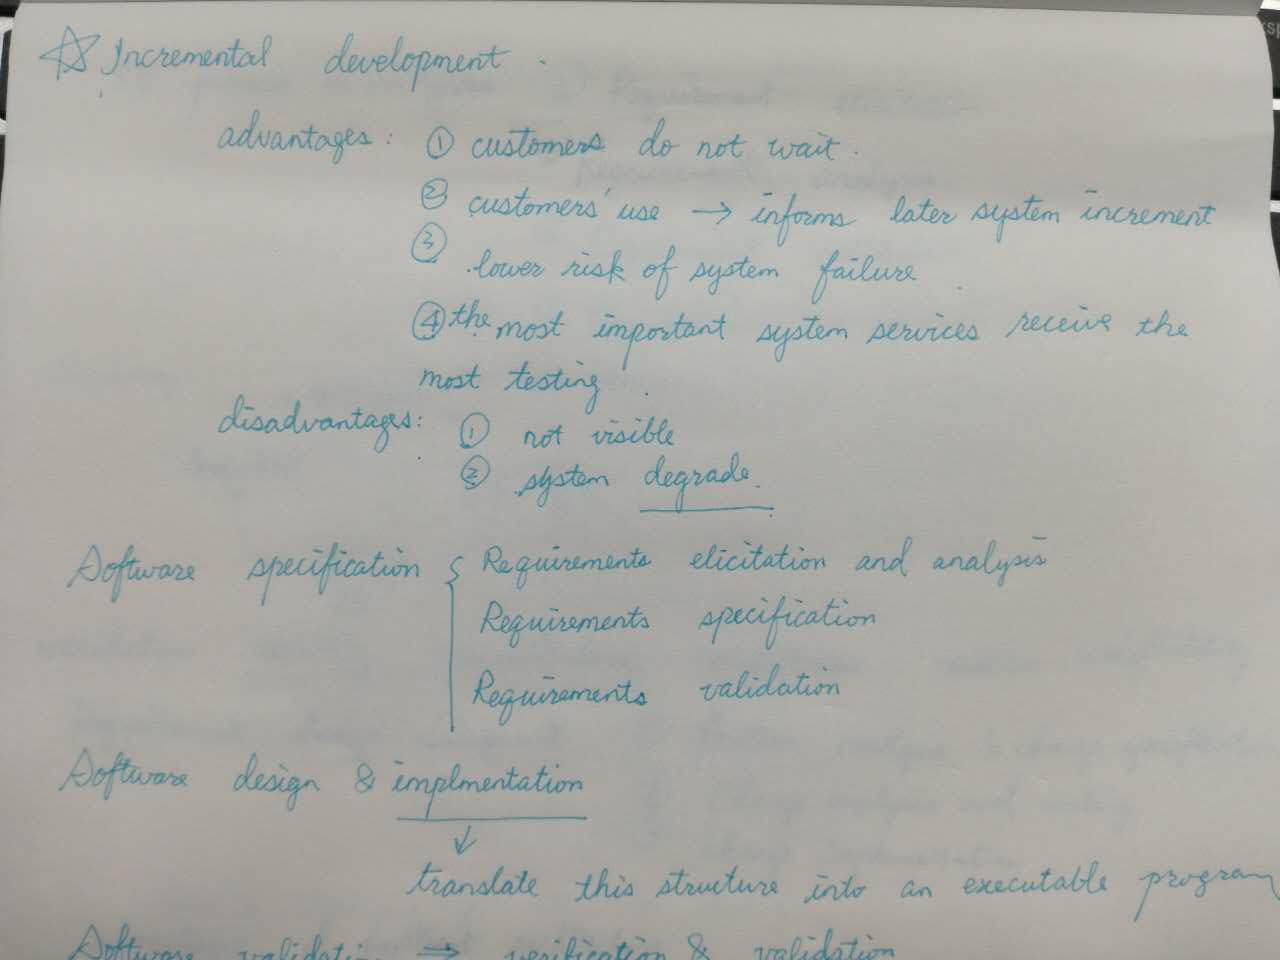 ☆ Incremental development.
advantages: ① customers do not wait.
② customers' use → informs later system increment
③ lower risk of system failure
④ the most important system services receive the
most testing.
disadvantages: ① not visible
② system degrade.
Software specification { Requirements elicitation and analysis
Requirements specification
Requirements validation
Software design & implmentation
↓
translate this structure into an executable program
Software validation ⇒ verification & validation